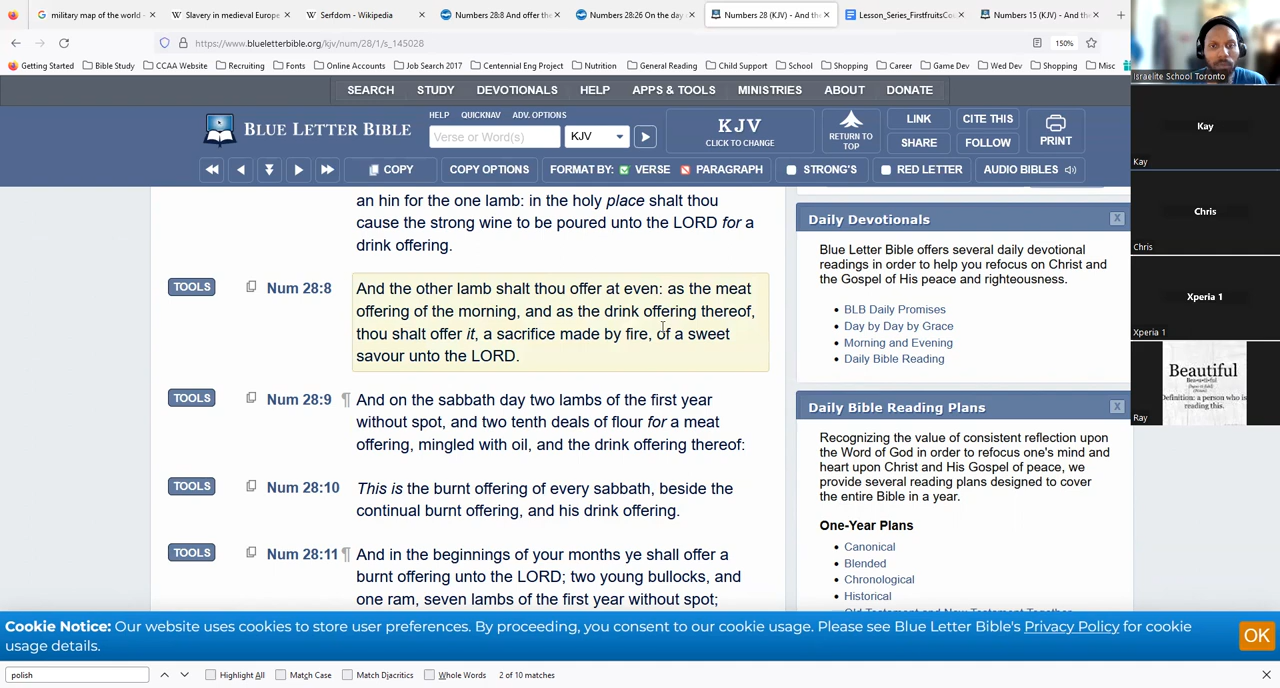 military map of the world -
Slavery in medieval Europe
Serfdom - Wikipedia
Numbers 28:8 And offer the
Numbers 28:26 On the day
Numbers 28 (KJV) - And the
Lesson_Series_FirstfruitsCou
Numbers 15 (KJV) - And the
https://www.blueletterbible.org/kjv/num/28/1/s_145028
150%
Getting Started
Bible Study
CCAA Website
Recruiting
Fonts
Online Accounts
Job Search 2017
Centennial Eng Project
Nutrition
General Reading
Child Support
School
Shopping
Career
Game Dev
Wed Dev
Shopping
Misc
SEARCH STUDY DEVOTIONALS HELP APPS & TOOLS MINISTRIES ABOUT DONATE
BLUE LETTER BIBLE
HELP QUICKNAV ADV. OPTIONS
Verse or Word(s)
KJV
KJV
CLICK TO CHANGE
RETURN TO
TOP
LINK
CITE THIS
SHARE
FOLLOW
PRINT
COPY COPY OPTIONS FORMAT BY: VERSE PARAGRAPH STRONG'S RED LETTER AUDIO BIBLES
an hin for the one lamb: in the holy place shalt thou
cause the strong wine to be poured unto the LORD for a
drink offering.
TOOLS Num 28:8 And the other lamb shalt thou offer at even: as the meat
offering of the morning, and as the drink offering thereof,
thou shalt offer it, a sacrifice made by fire, of a sweet
savour unto the LORD.
TOOLS Num 28:9 ¶ And on the sabbath day two lambs of the first year
without spot, and two tenth deals of flour for a meat
offering, mingled with oil, and the drink offering thereof:
TOOLS Num 28:10 This is the burnt offering of every sabbath, beside the
continual burnt offering, and his drink offering.
TOOLS Num 28:11 ¶ And in the beginnings of your months ye shall offer a
burnt offering unto the LORD; two young bullocks, and
one ram, seven lambs of the first year without spot;
Daily Devotionals X
Blue Letter Bible offers several daily devotional
readings in order to help you refocus on Christ and
the Gospel of His peace and righteousness.
BLB Daily Promises
Day by Day by Grace
Morning and Evening
Daily Bible Reading
Daily Bible Reading Plans X
Recognizing the value of consistent reflection upon
the Word of God in order to refocus one's mind and
heart upon Christ and His Gospel of peace, we
provide several reading plans designed to cover
the entire Bible in a year.
One-Year Plans
Canonical
Blended
Chronological
Historical
Old Testament and New Testament Together
Cookie Notice: Our website uses cookies to store user preferences. By proceeding, you consent to our cookie usage. Please see Blue Letter Bible's Privacy Policy for cookie
usage details.
OK
polish
Highlight All
Match Case
Match Diacritics
Whole Words
2 of 10 matches
Israelite School Toronto
Kay
Kay
Chris
Chris
Xperia 1
Xperia 1
Beautiful
Definition: a person who is
reading this.
Ray